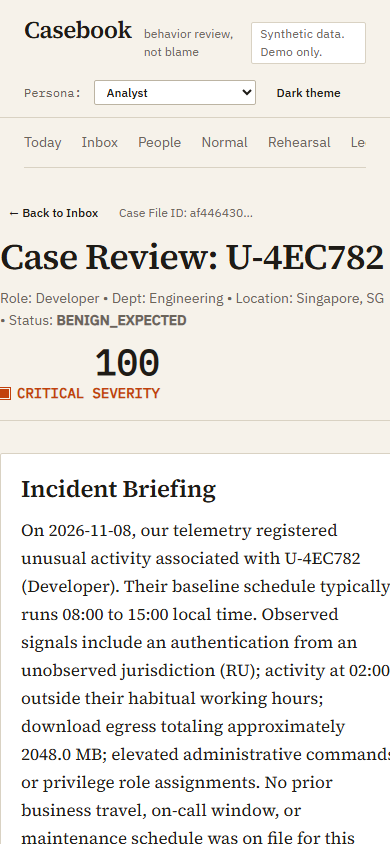 Casebook
behavior review, not blame
Synthetic data. Demo only.
Persona: Analyst Dark theme
Today Inbox People Normal Rehearsal Le
← Back to Inbox Case File ID: af446430...
Case Review: U-4EC782
Role: Developer • Dept: Engineering • Location: Singapore, SG
• Status: BENIGN_EXPECTED
100
CRITICAL SEVERITY
Incident Briefing
On 2026-11-08, our telemetry registered
unusual activity associated with U-4EC782
(Developer). Their baseline schedule typically
runs 08:00 to 15:00 local time. Observed
signals include an authentication from an
unobserved jurisdiction (RU); activity at 02:00
outside their habitual working hours;
download egress totaling approximately
2048.0 MB; elevated administrative commands
or privilege role assignments. No prior
business travel, on-call window, or
maintenance schedule was on file for this